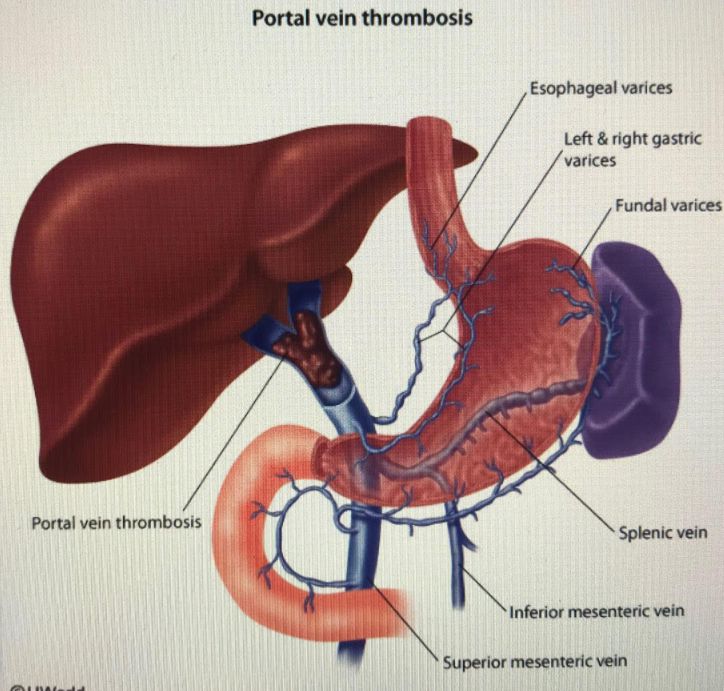 Portal vein thrombosis
Esophageal varices
Left & right gastric
varices
Fundal varices
Portal vein thrombosis
Splenic vein
Inferior mesenteric vein
Superior mesenteric vein